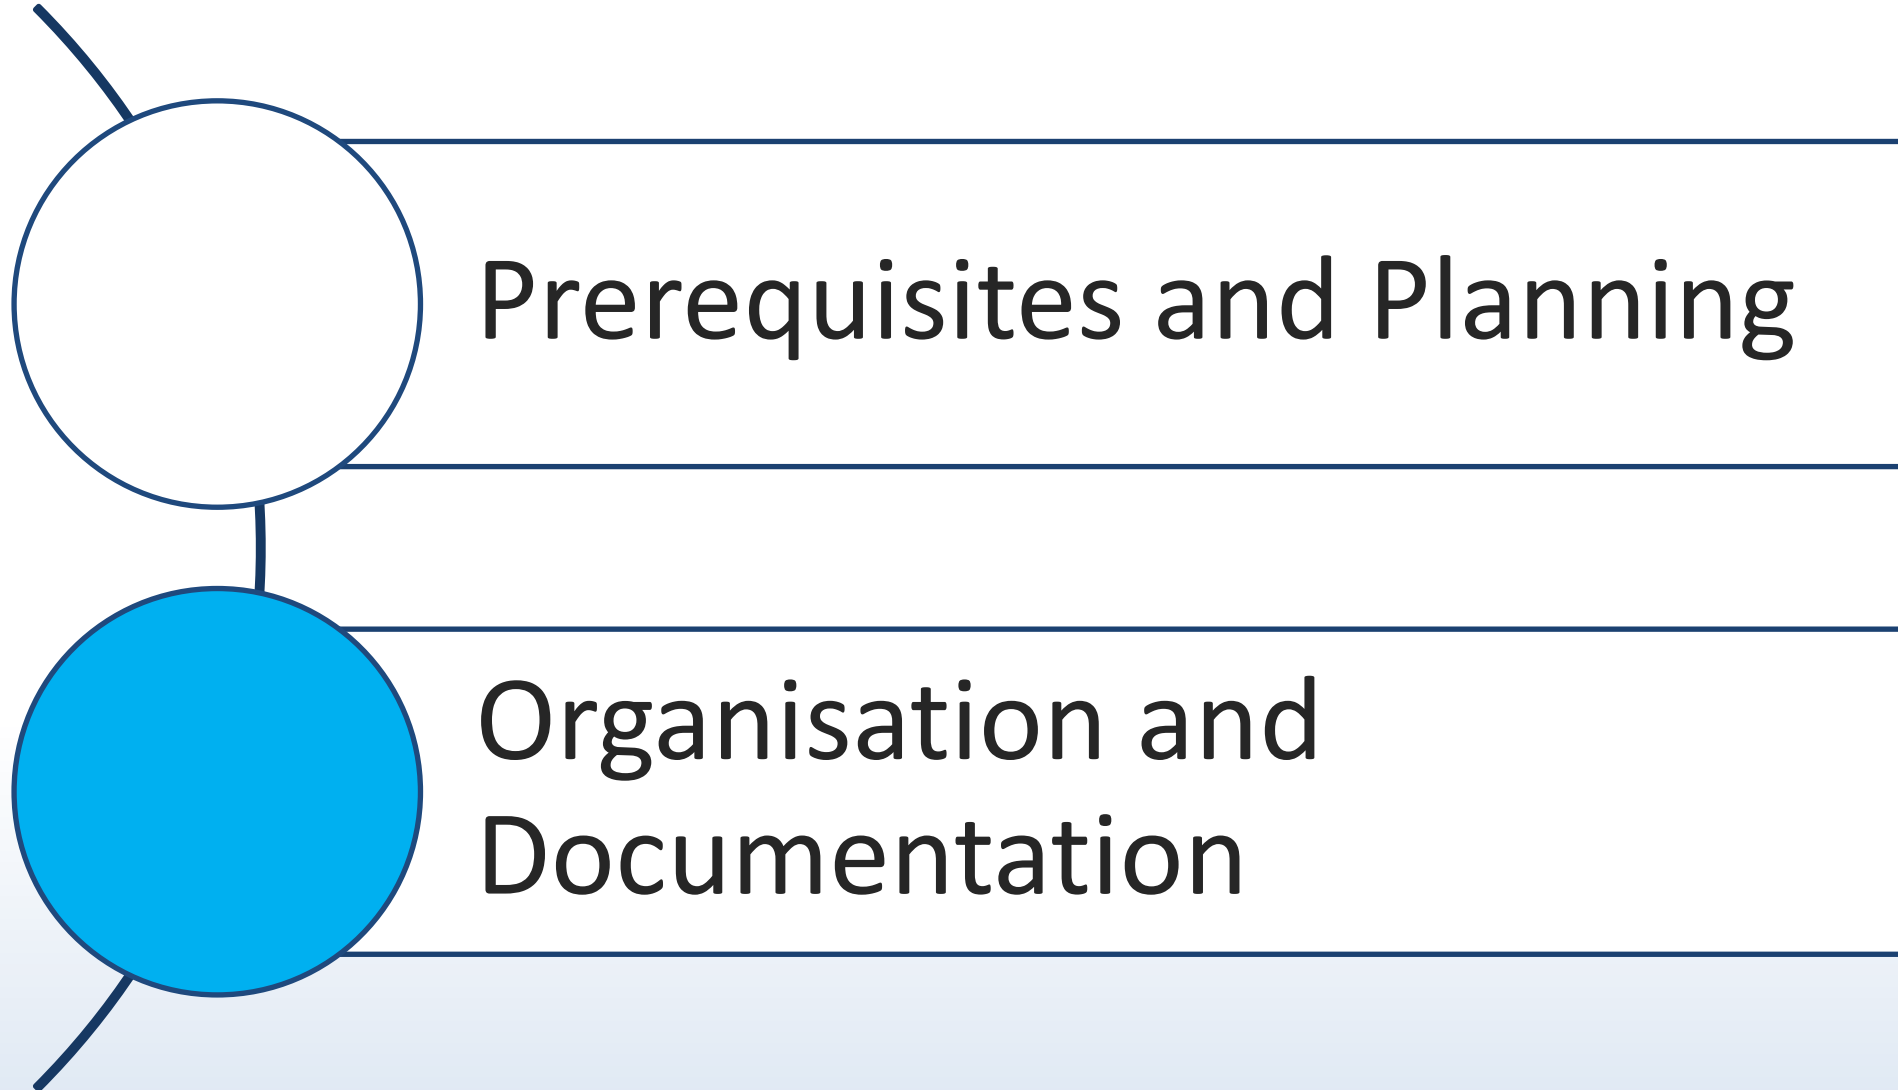 Prerequisites and Planning
Organisation and
Documentation